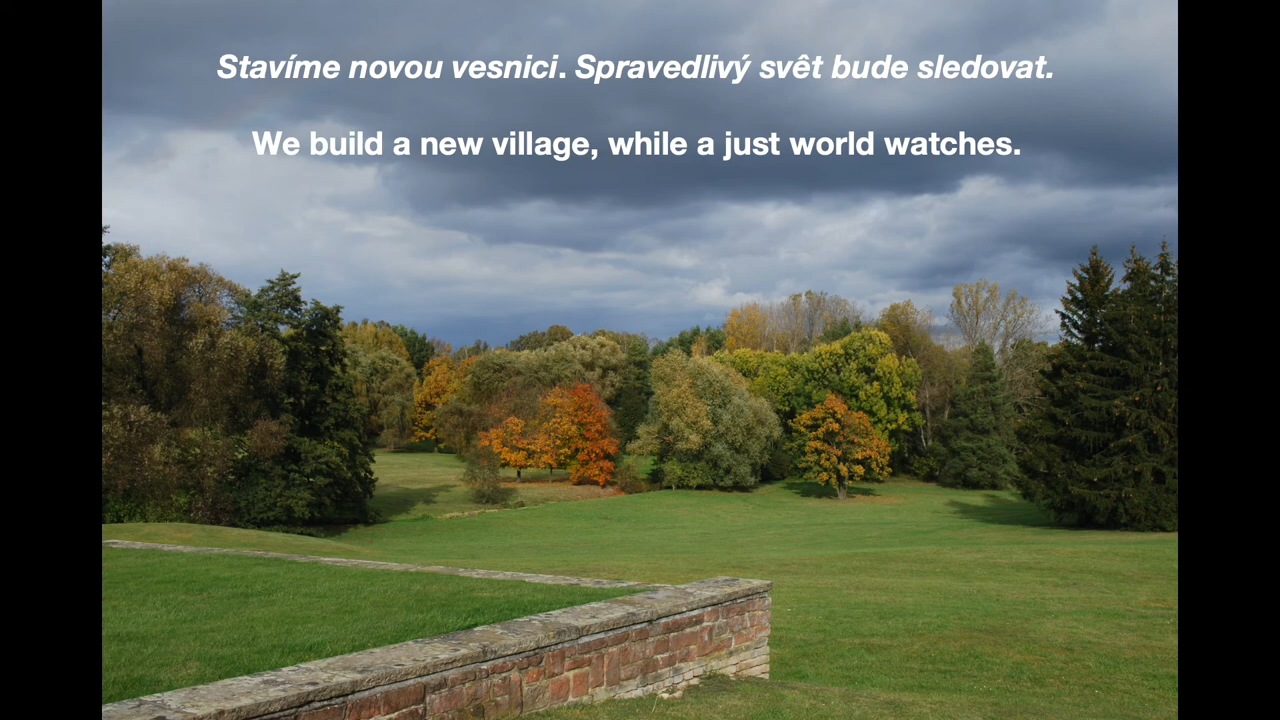 Stavíme novou vesnici. Spravedlivý svêt bude sledovat.
We build a new village, while a just world watches.